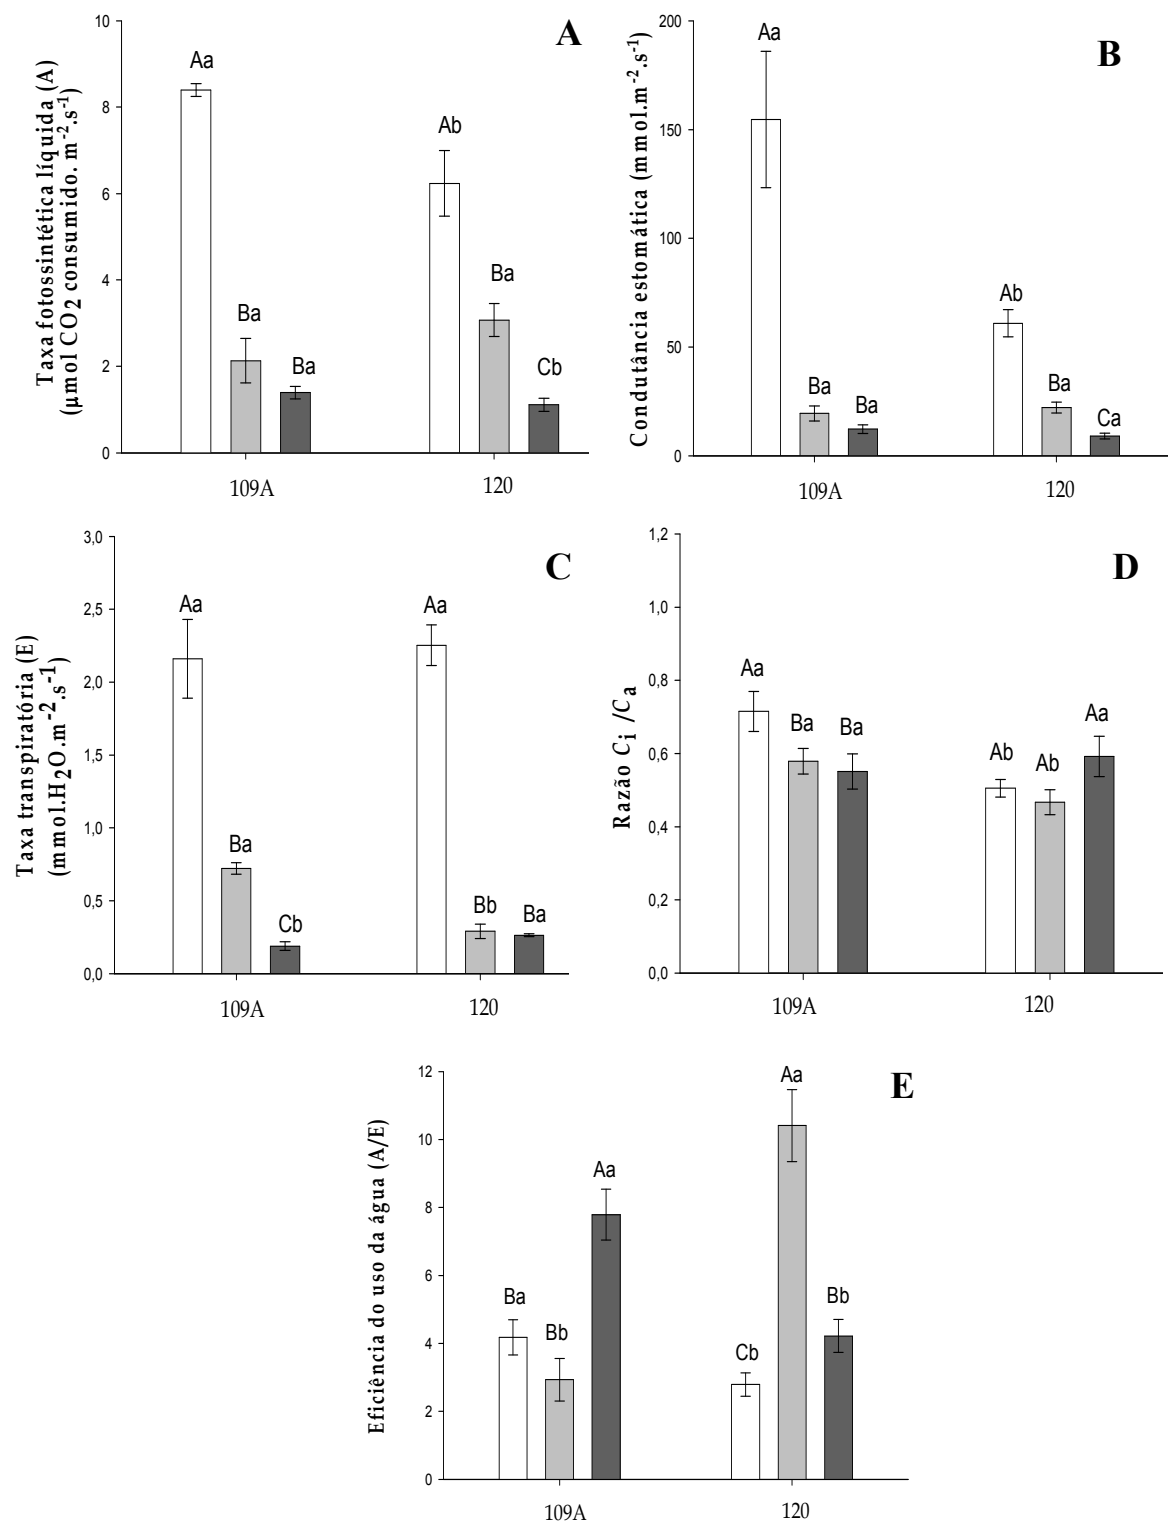 A
Taxa fotossintética líquida (A)
(μmol CO2 consumido. m-2.s-1)
10
8
6
4
2
0
Aa
Ba
Ba
Ab
Ba
Cb
109A
120
B
Condutância estomática (mmol.m-2.s-1)
200
150
100
50
0
Aa
Ba
Ba
Ab
Ba
Ca
109A
120
C
Taxa transpiratória (E)
(mmol.H2O.m-2.s-1)
3,0
2,5
2,0
1,5
1,0
0,5
0,0
Aa
Ba
Cb
Aa
Bb
Ba
109A
120
D
Razão Ci /Ca
1,2
1,0
0,8
0,6
0,4
0,2
0,0
Aa
Ba
Ba
Ab
Ab
Aa
109A
120
E
Eficiência do uso da água (A/E)
12
10
8
6
4
2
0
Ba
Bb
Aa
Cb
Aa
Bb
109A
120